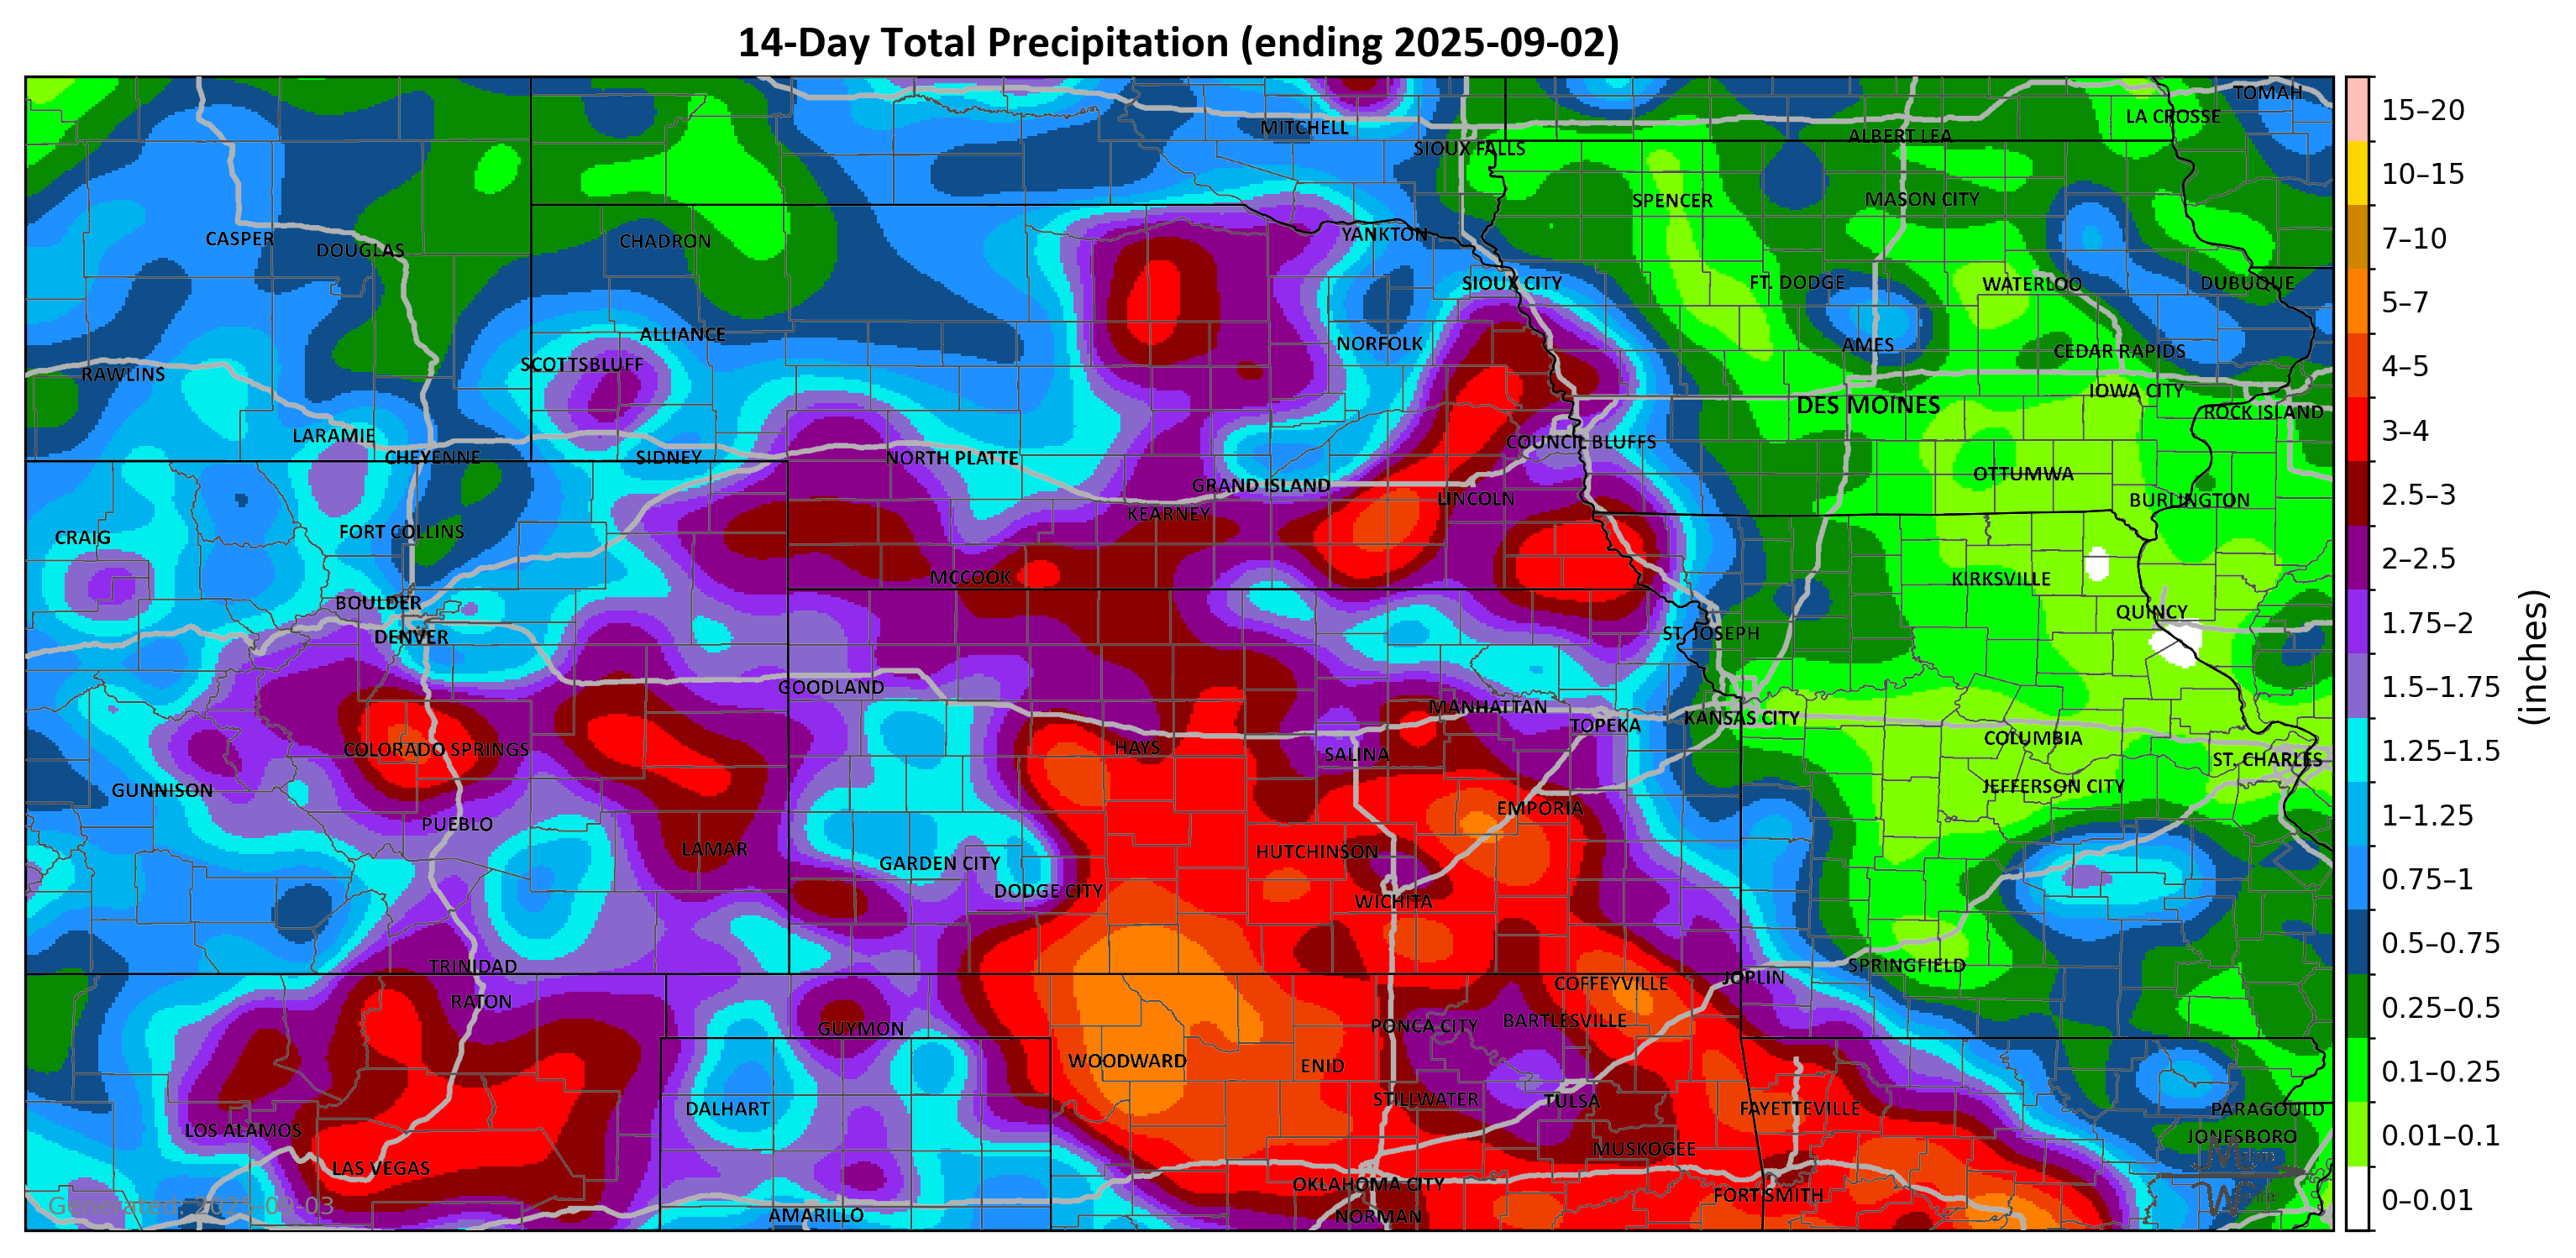 14-Day Total Precipitation (ending 2025-09-02)
TOMAH
LA CROSSE
MITCHELL
ALBERT LEA
SIOUX FALLS
SPENCER
MASON CITY
CASPER
DOUGLAS
CHADRON
YANKTON
SIOUX CITY
FT. DODGE
WATERLOO
DUBUQUE
ALLIANCE
NORFOLK
AMES
CEDAR RAPIDS
SCOTTSBLUFF
RAWLINS
IOWA CITY
DES MOINES
ROCK ISLAND
LARAMIE
COUNCIL BLUFFS
CHEYENNE
SIDNEY
NORTH PLATTE
OTTUMWA
GRAND ISLAND
LINCOLN
BURLINGTON
KEARNEY
FORT COLLINS
CRAIG
MCCOOK
KIRKSVILLE
BOULDER
QUINCY
DENVER
ST. JOSEPH
GOODLAND
MANHATTAN
TOPEKA
KANSAS CITY
COLORADO SPRINGS
HAYS
SALINA
COLUMBIA
ST. CHARLES
GUNNISON
JEFFERSON CITY
EMPORIA
PUEBLO
LAMAR
HUTCHINSON
GARDEN CITY
DODGE CITY
WICHITA
TRINIDAD
SPRINGFIELD
JOPLIN
COFFEYVILLE
RATON
GUYMON
PONCA CITY
BARTLESVILLE
WOODWARD
ENID
STILLWATER
TULSA
DALHART
FAYETTEVILLE
PARAGOULD
LOS ALAMOS
JONESBORO
MUSKOGEE
LAS VEGAS
OKLAHOMA CITY
FORT SMITH
AMARILLO
NORMAN
Generated: 2025-09-03
15–20
10–15
7–10
5–7
4–5
3–4
2.5–3
2–2.5
1.75–2
1.5–1.75
1.25–1.5
1–1.25
0.75–1
0.5–0.75
0.25–0.5
0.1–0.25
0.01–0.1
0–0.01
(inches)